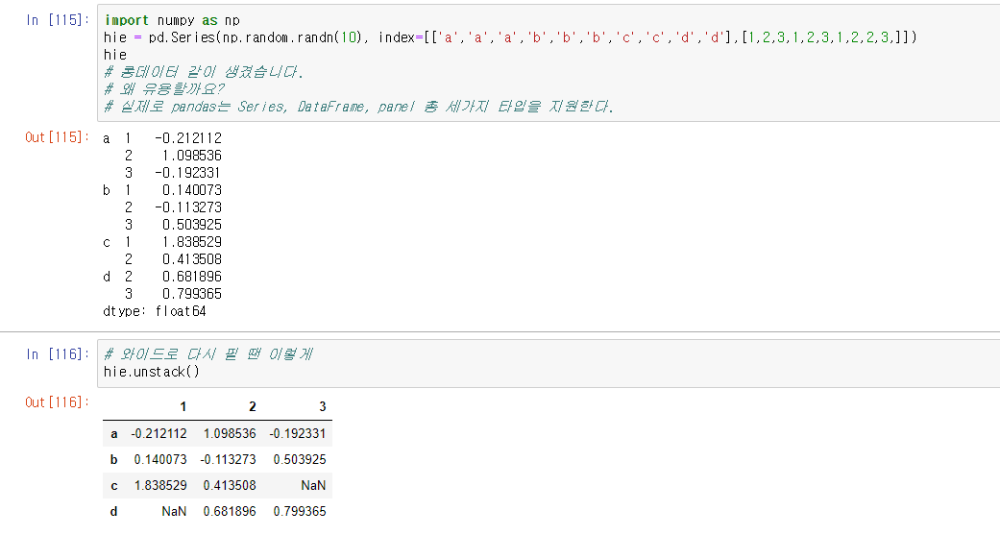 In [115]: import numpy as np
hie = pd.Series(np.random.randn(10), index=[['a','a','a','b','b','b','c','c','d','d'],[1,2,3,1,2,3,1,2,2,3,]])
hie
# 롱데이터 같이 생겼습니다.
# 왜 유용할까요?
# 실제로 pandas는 Series, DataFrame, panel 총 세가지 타입을 지원한다.
Out[115]: a 1 -0.212112
2 1.098536
3 -0.192331
b 1 0.140073
2 -0.113273
3 0.503925
c 1 1.838529
2 0.413508
d 2 0.681896
3 0.799365
dtype: float64
In [116]: # 와이드로 다시 필 땐 이렇게
hie.unstack()
Out[116]:
1 2 3
a -0.212112 1.098536 -0.192331
b 0.140073 -0.113273 0.503925
c 1.838529 0.413508 NaN
d NaN 0.681896 0.799365